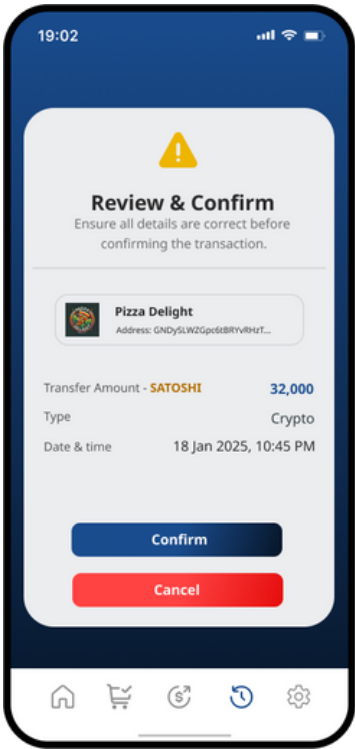 19:02
Review & Confirm
Ensure all details are correct before
confirming the transaction.
Pizza Delight
Address: GNDySLWZGpc6tBRYvRHzT...
Transfer Amount - SATOSHI 32,000
Type Crypto
Date & time 18 Jan 2025, 10:45 PM
Confirm
Cancel